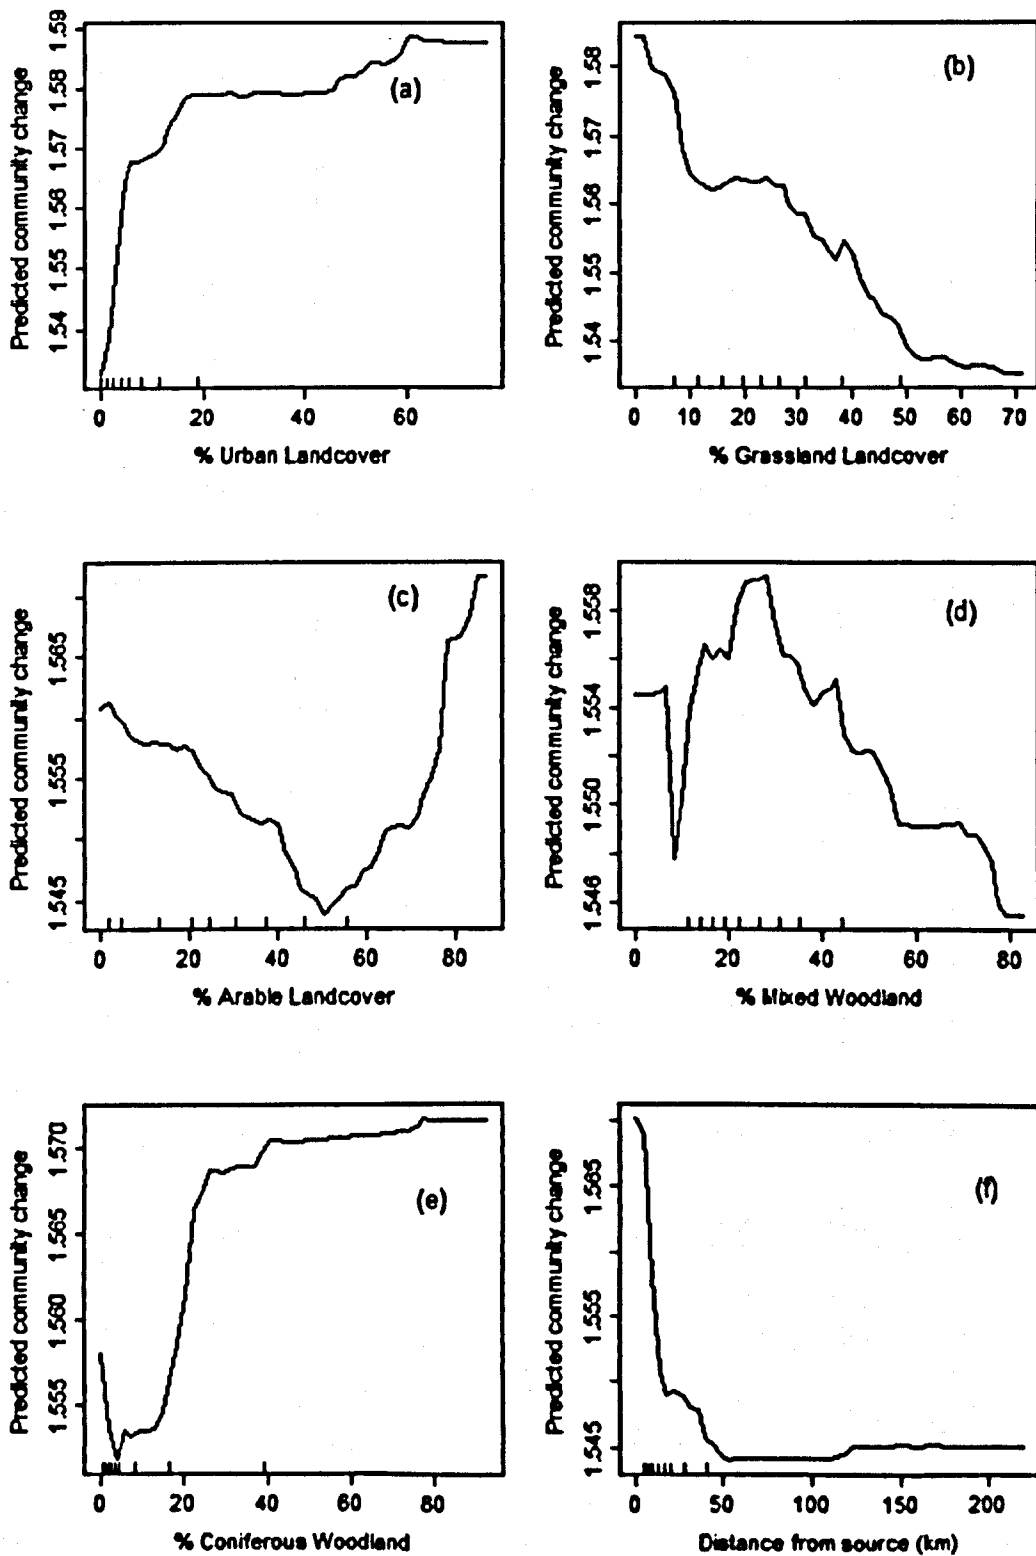 Predicted community change
1.54 1.55 1.56 1.57 1.58 1.59
(a)
0 20 40 60
% Urban Landcover
Predicted community change
1.54 1.55 1.56 1.57 1.58
(b)
0 10 20 30 40 50 60 70
% Grassland Landcover
Predicted community change
1.545 1.555 1.565
(c)
0 20 40 60 80
% Arable Landcover
Predicted community change
1.546 1.550 1.554 1.558
(d)
0 20 40 60 80
% Mixed Woodland
Predicted community change
1.555 1.560 1.565 1.570
(e)
0 20 40 60 80
% Coniferous Woodland
Predicted community change
1.545 1.555 1.565
(f)
0 50 100 150 200
Distance from source (km)